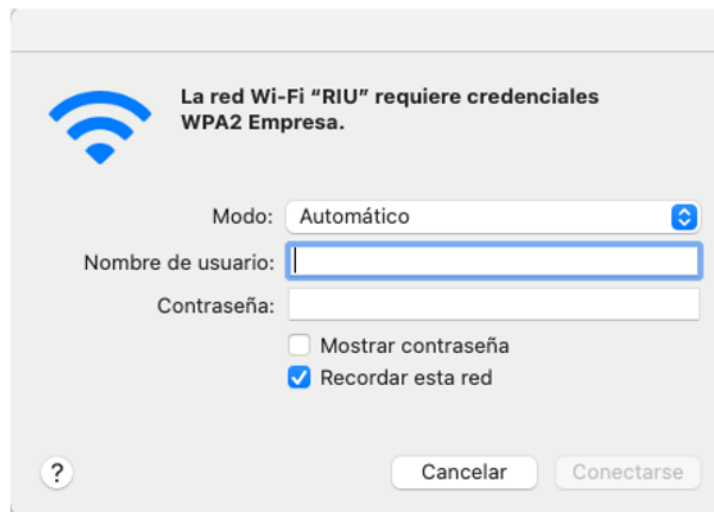 La red Wi-Fi “RIU” requiere credenciales
WPA2 Empresa.
Modo: Automático
Nombre de usuario:
Contraseña:
Mostrar contraseña
Recordar esta red
? Cancelar Conectarse